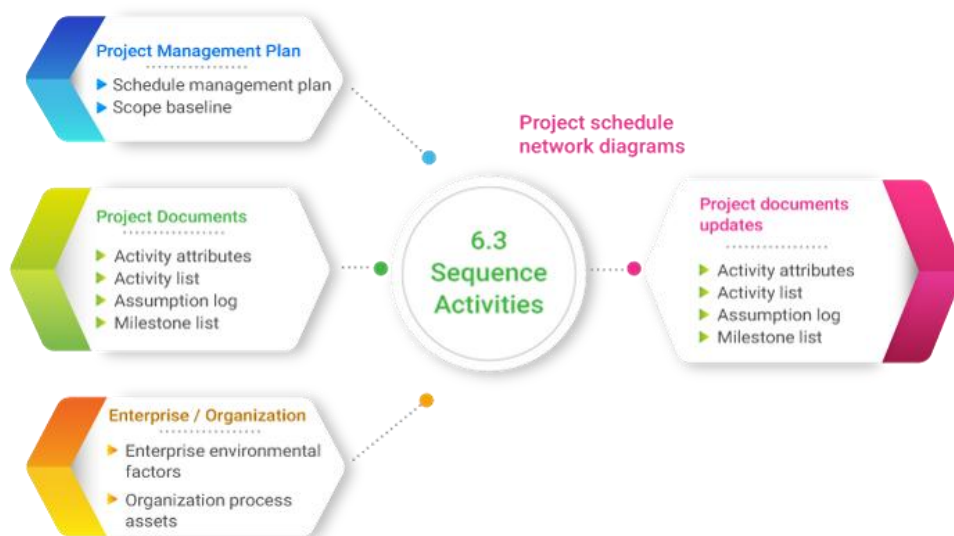 Project Management Plan
Schedule management plan
Scope baseline
Project Documents
Activity attributes
Activity list
Assumption log
Milestone list
Enterprise / Organization
Enterprise environmental
factors
Organization process
assets
6.3
Sequence
Activities
Project schedule
network diagrams
Project documents
updates
Activity attributes
Activity list
Assumption log
Milestone list